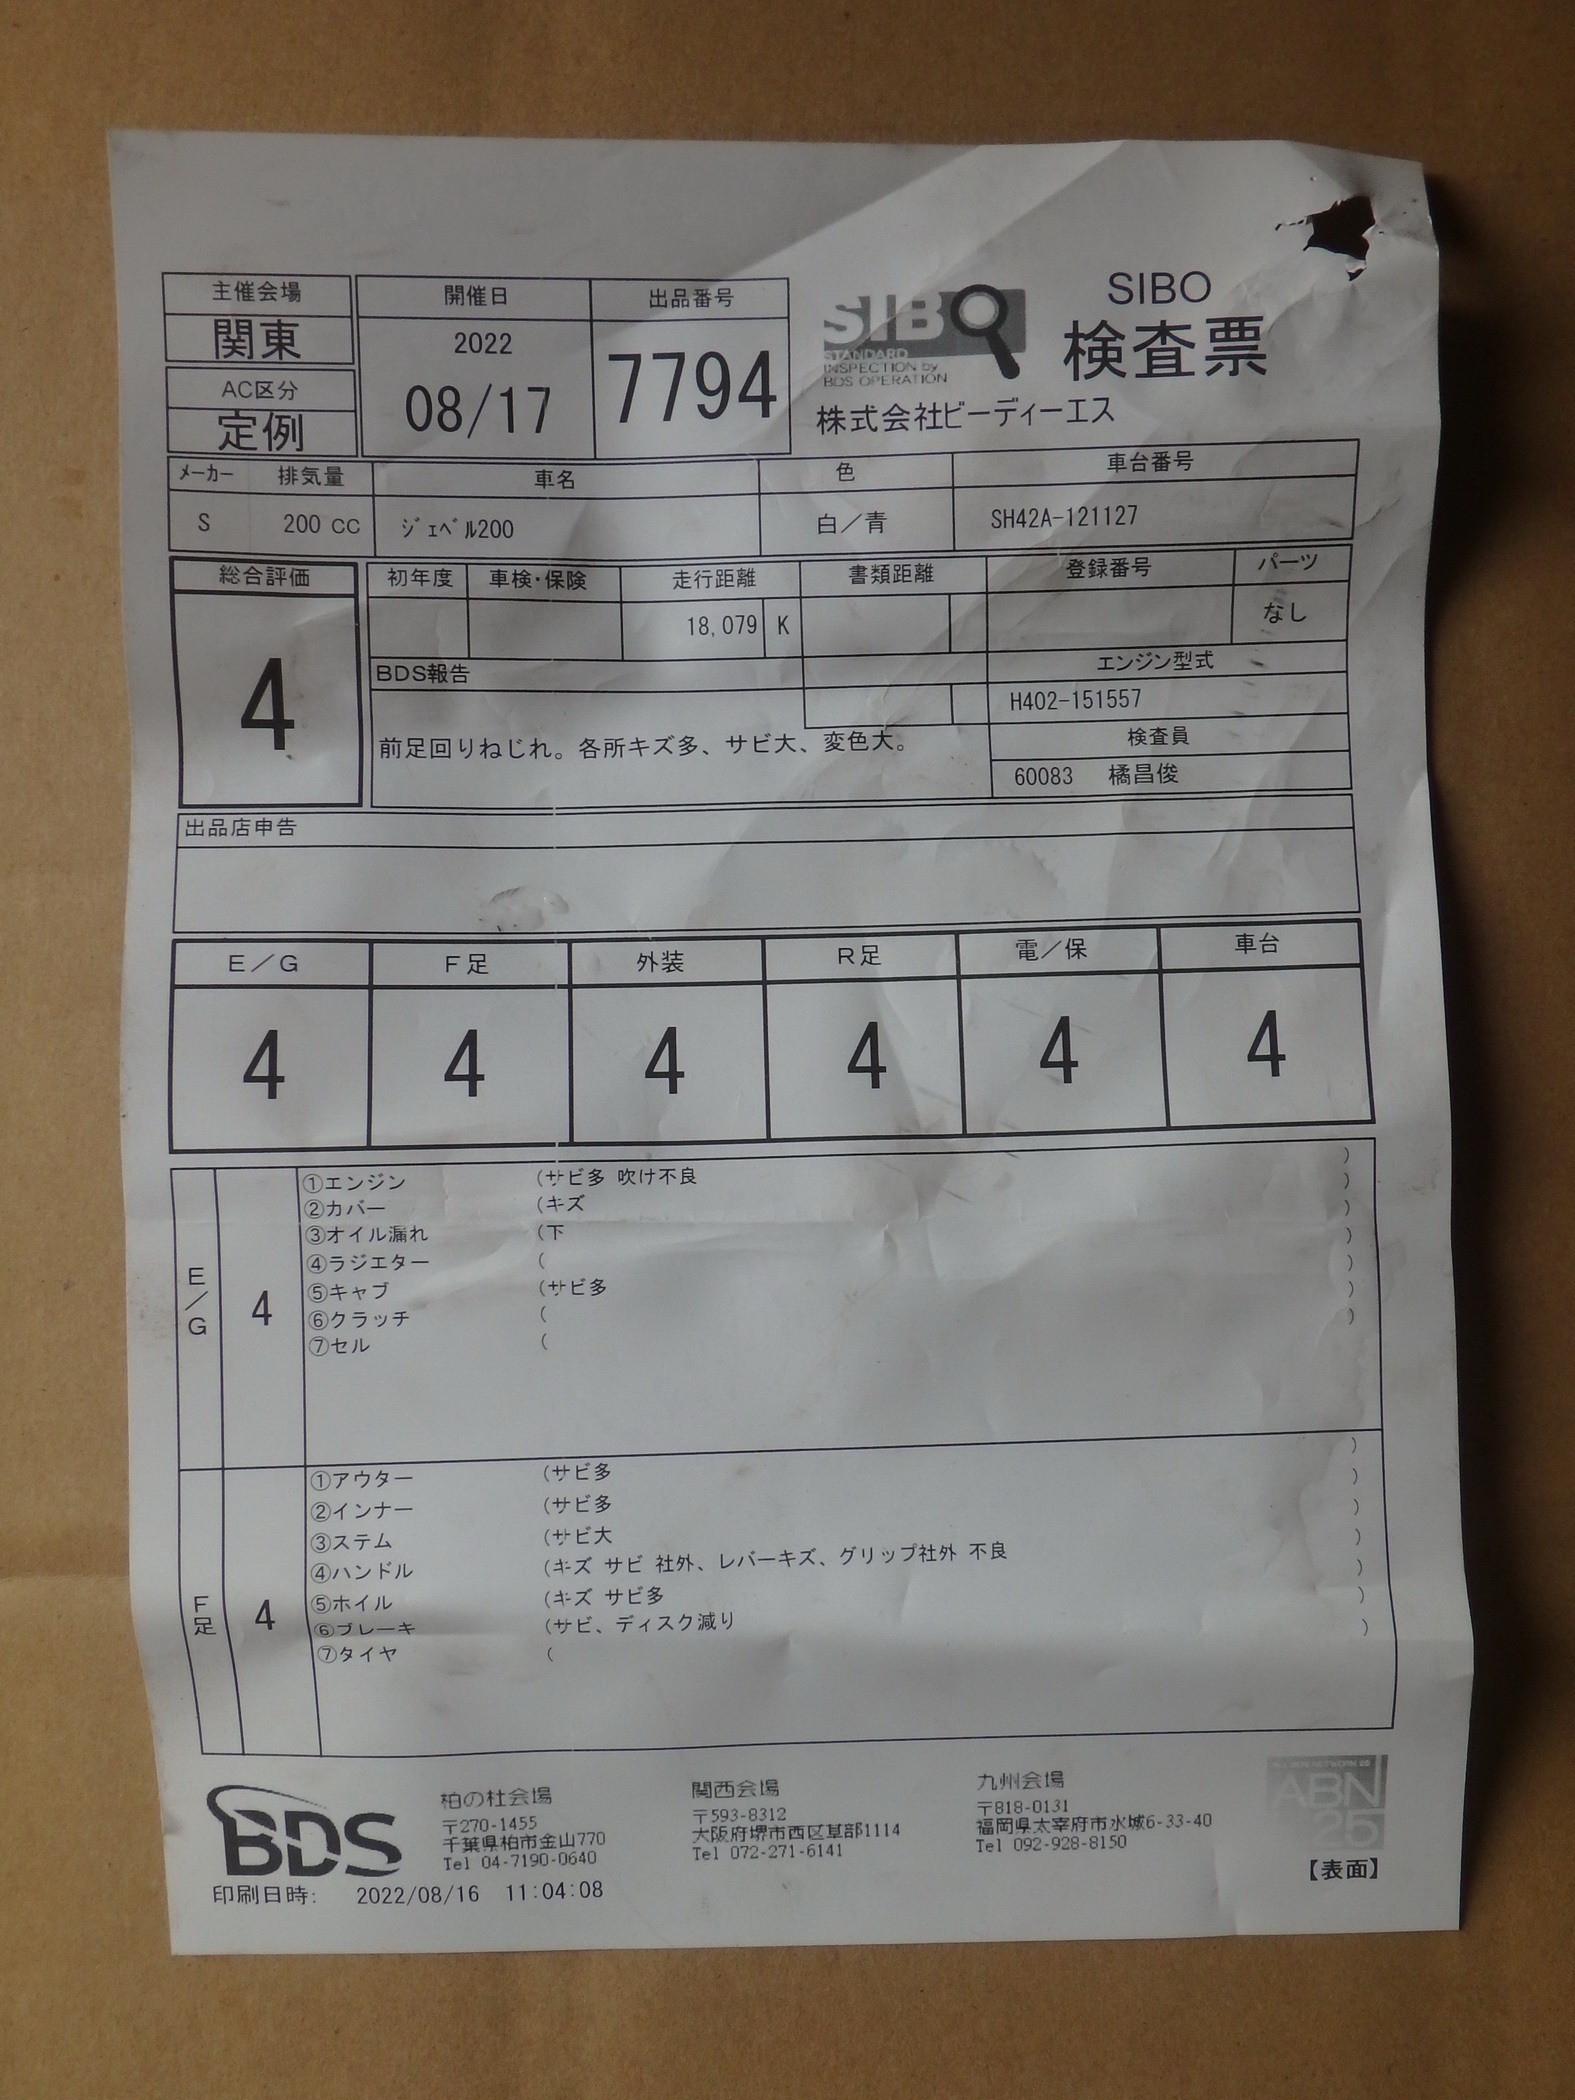 主催会場
関東
AC区分
定例
開催日
2022
08/17
出品番号
7794
SIBO
STANDARD
INSPECTION by
BDS OPERATION
SIBO
検査票
株式会社ビーディーエス
ﾒｰｶｰ 排気量 車名 色 車台番号
S 200 CC ｼﾞｪﾍﾞﾙ200 白／青 SH42A-121127
総合評価 初年度 車検・保険 走行距離 書類距離 登録番号 パーツ
4
18,079 K なし
BDS報告
前足回りねじれ。各所キズ多、サビ大、変色大。
エンジン型式
H402-151557
検査員
60083 橘昌俊
出品店申告
E／G F足 外装 R足 電／保 車台
4 4 4 4 4 4
E／G 4
①エンジン (サビ多 吹け不良 )
②カバー (キズ )
③オイル漏れ (下 )
④ラジエター ( )
⑤キャブ (サビ多 )
⑥クラッチ ( )
⑦セル ( )
F足 4
①アウター (サビ多 )
②インナー (サビ多 )
③ステム (サビ大 )
④ハンドル (キズ サビ 社外、レバーキズ、グリップ社外 不良 )
⑤ホイル (キズ サビ多 )
⑥ブレーキ (サビ、ディスク減り )
⑦タイヤ ( )
BDS
柏の杜会場
〒270-1455
千葉県柏市金山770
Tel 04-7190-0640
関西会場
〒593-8312
大阪府堺市西区草部1114
Tel 072-271-6141
九州会場
〒818-0131
福岡県太宰府市水城6-33-40
Tel 092-928-8150
ABN
25
【表面】
印刷日時: 2022/08/16 11:04:08